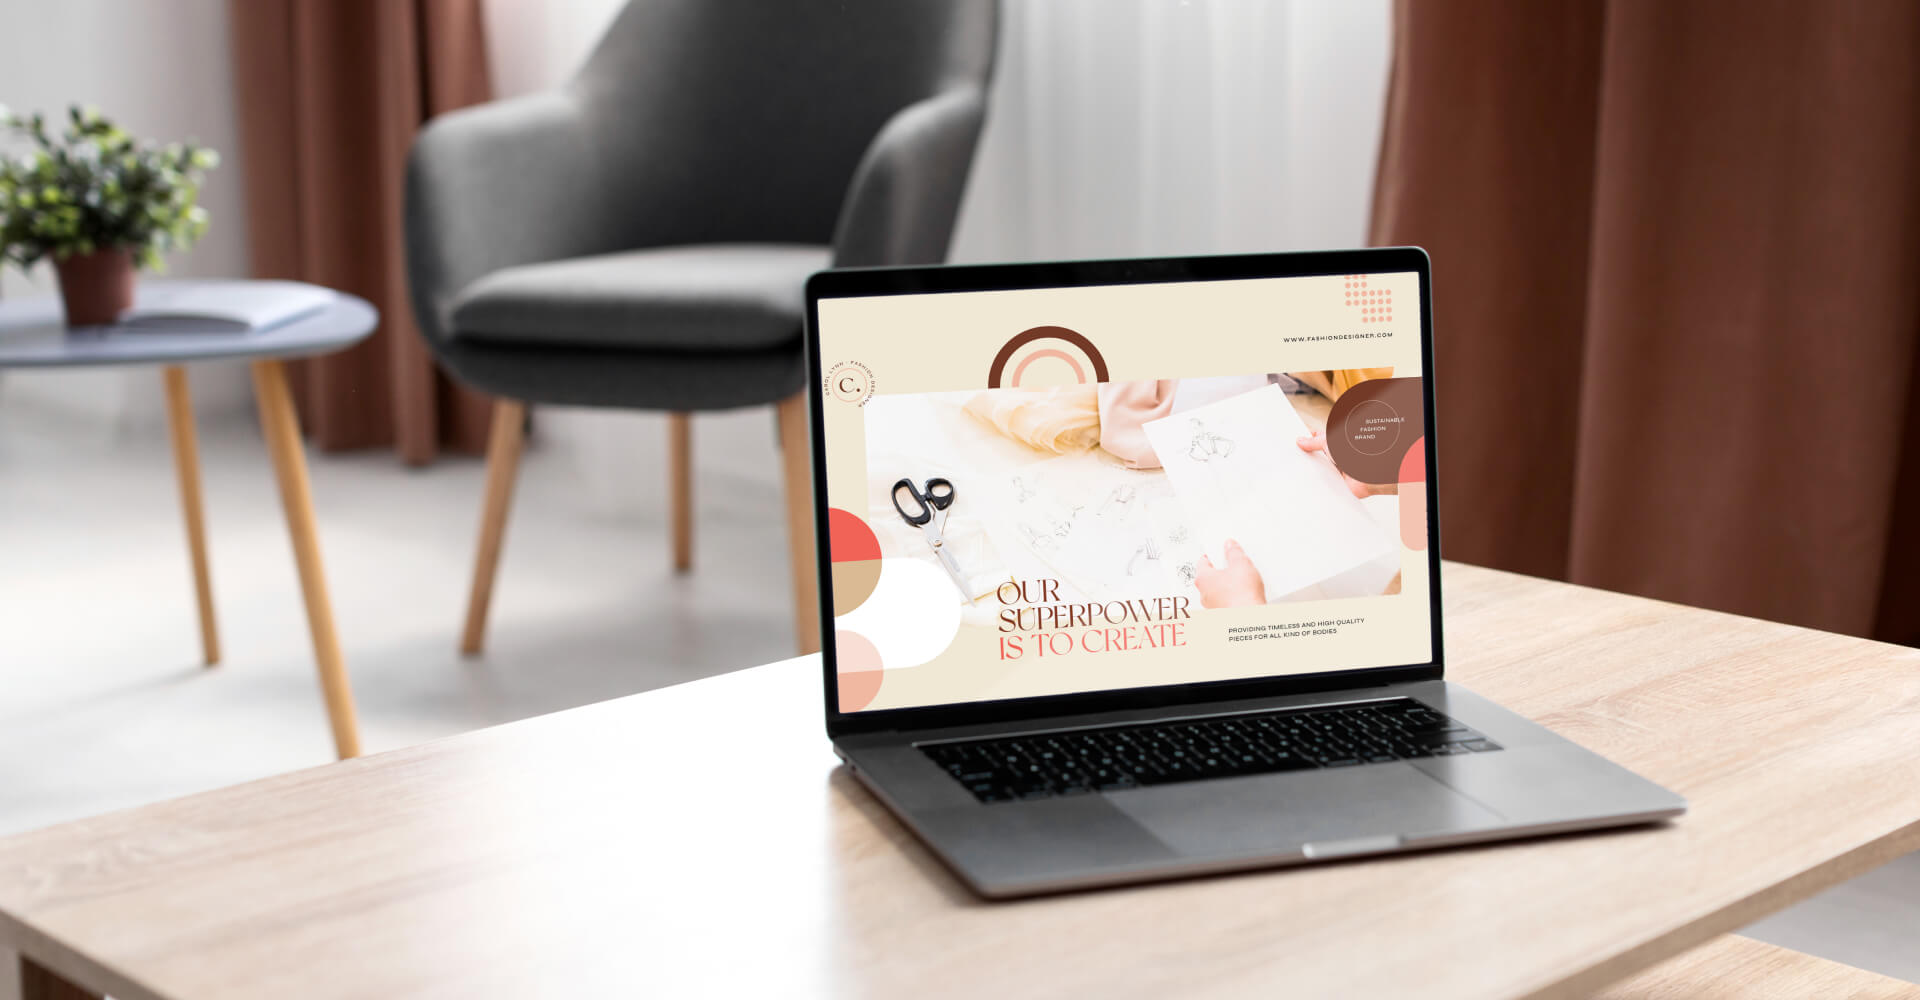 WWW.FASHIONDESIGNER.COM
CAROL LYNN · FASHION DESIGNER
C.
SUSTAINABLE
FASHION
BRAND
OUR
SUPERPOWER
IS TO CREATE
PROVIDING TIMELESS AND HIGH QUALITY
PIECES FOR ALL KIND OF BODIES